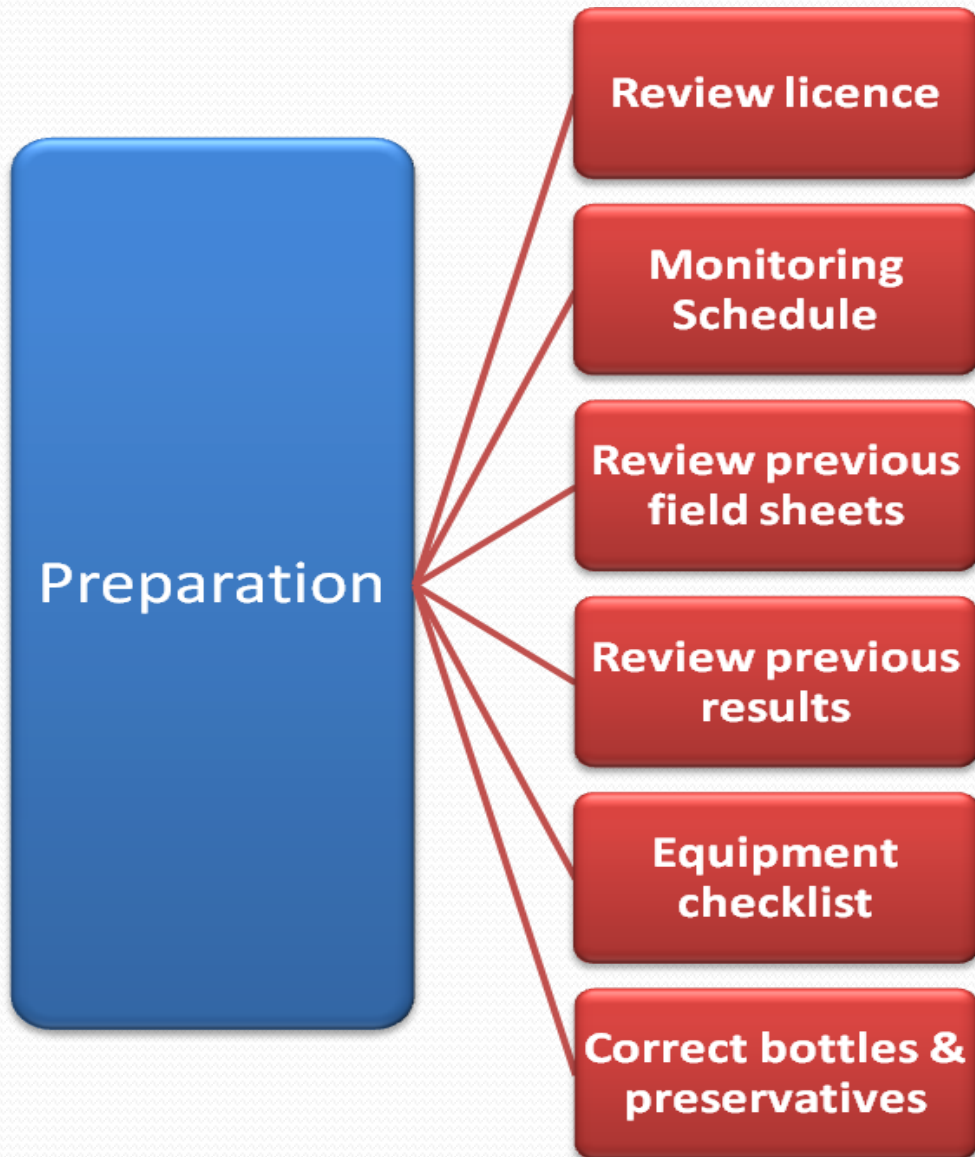 Preparation
Review licence
Monitoring
Schedule
Review previous
field sheets
Review previous
results
Equipment
checklist
Correct bottles &
preservatives